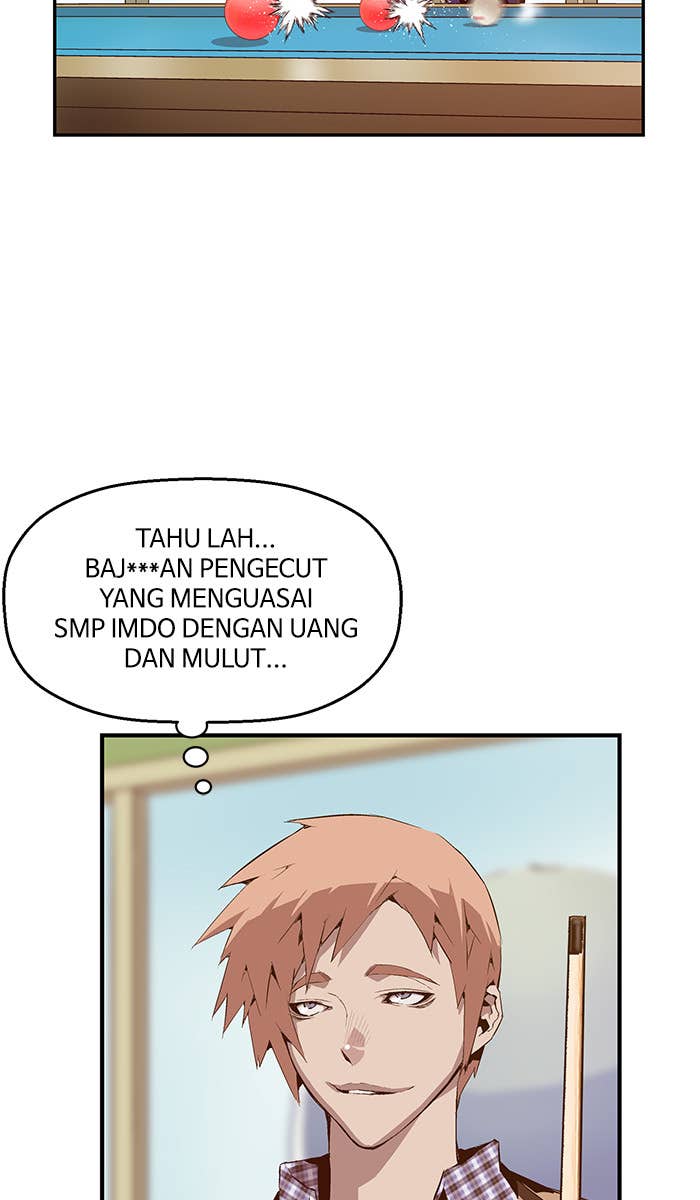 TAHU LAH...
BAJ***AN PENGECUT
YANG MENGUASAI
SMP IMDO DENGAN UANG
DAN MULUT...